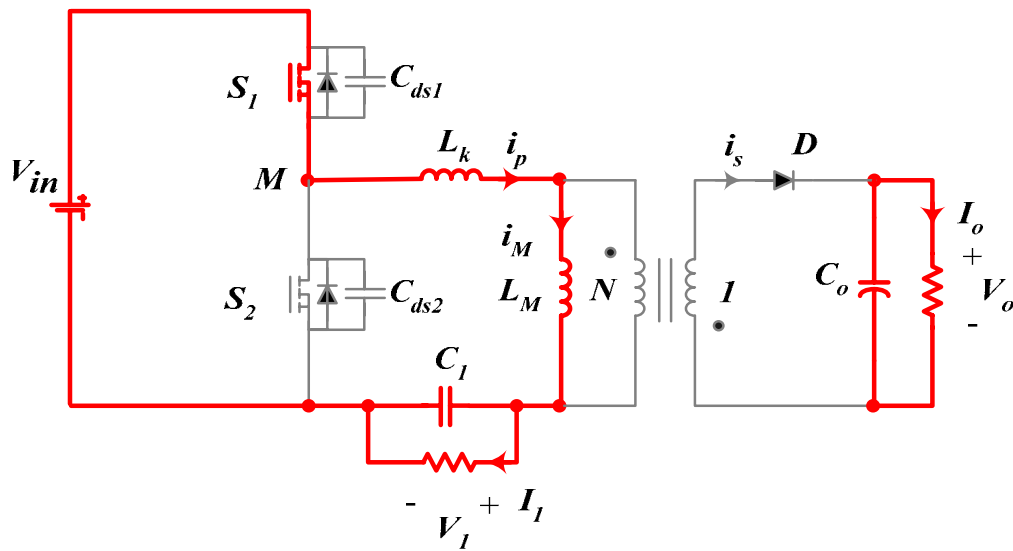 S1
Cds1
Vin
M
Lk
ip
is
D
iM
LM
N
1
Co
Io
+
Vo
-
S2
Cds2
C1
- V1 + I1